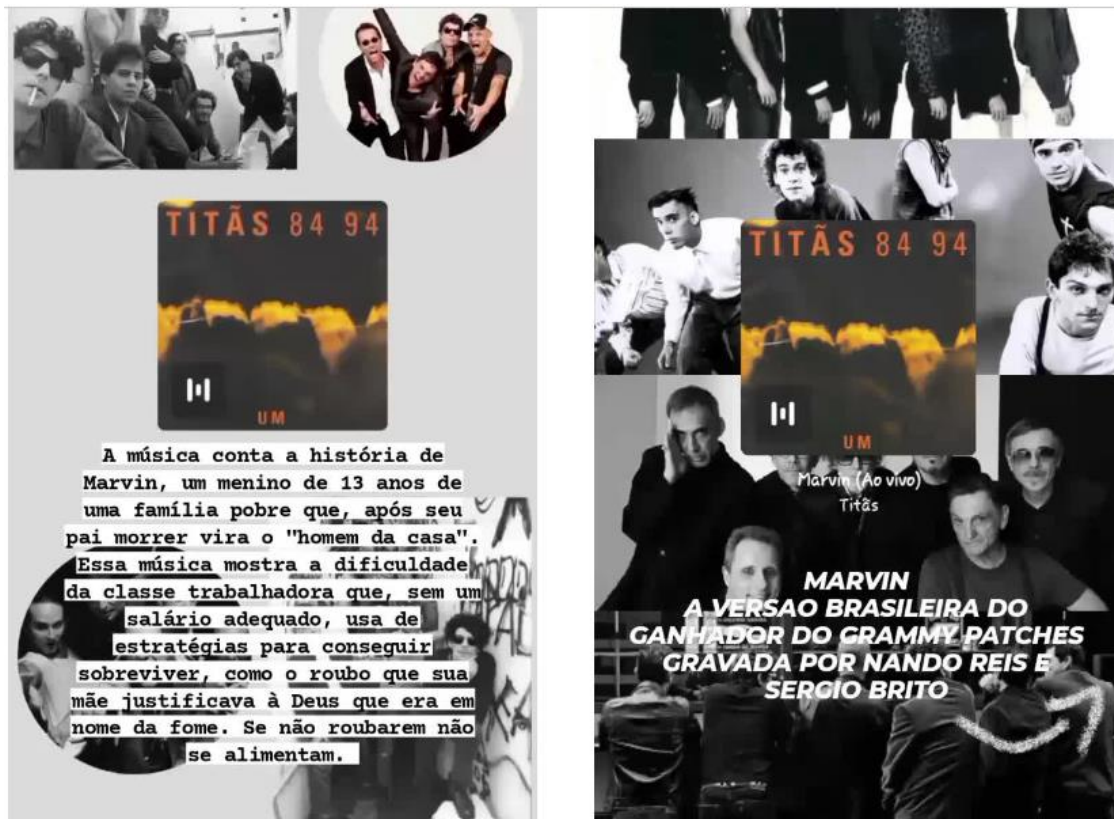 TITÃS 84 94
UM
A música conta a história de
Marvin, um menino de 13 anos de
uma família pobre que, após seu
pai morrer vira o "homem da casa".
Essa música mostra a dificuldade
da classe trabalhadora que, sem um
salário adequado, usa de
estratégias para conseguir
sobreviver, como o roubo que sua
mãe justificava à Deus que era em
nome da fome. Se não roubarem não
se alimentam.
TITÃS 84 94
UM
Marvin (Ao vivo)
Titãs
MARVIN
A VERSAO BRASILEIRA DO
GANHADOR DO GRAMMY PATCHES
GRAVADA POR NANDO REIS E
SERGIO BRITO